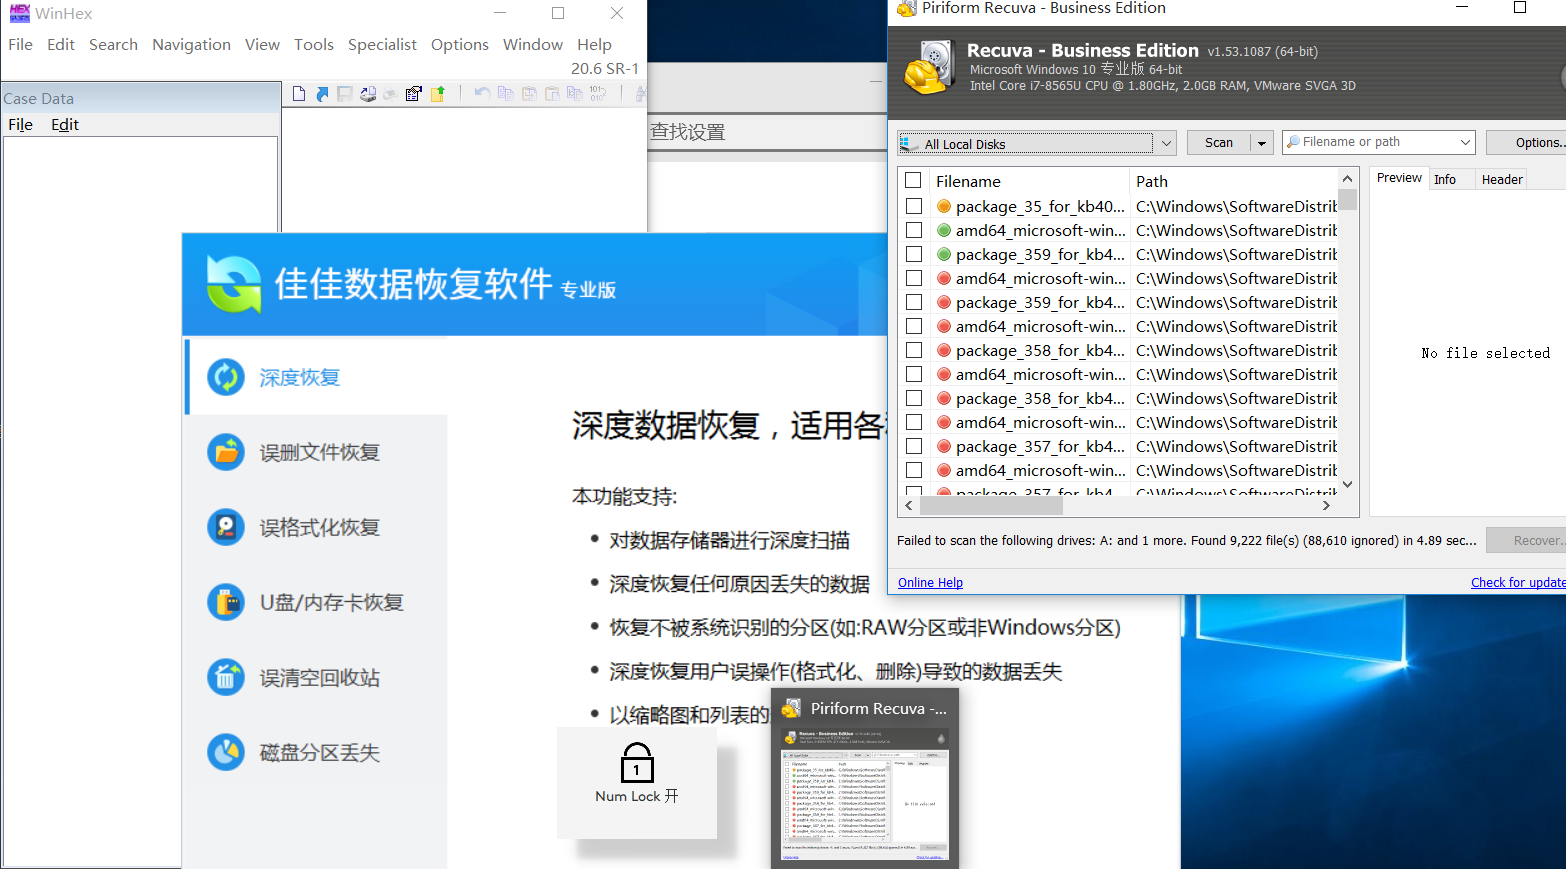 WinHex
File Edit Search Navigation View Tools Specialist Options Window Help
20.6 SR-1
Case Data
File Edit
查找设置
佳佳数据恢复软件 专业版
深度恢复
误删文件恢复
误格式化恢复
U盘/内存卡恢复
误清空回收站
磁盘分区丢失
深度数据恢复，适用各
本功能支持:
对数据存储器进行深度扫描
深度恢复任何原因丢失的数据
恢复不被系统识别的分区(如:RAW分区或非Windows分区)
深度恢复用户误操作(格式化、删除)导致的数据丢失
以缩略图和列表的
1
Num Lock 开
Piriform Recuva - Business Edition
Recuva - Business Edition v1.53.1087 (64-bit)
Microsoft Windows 10 专业版 64-bit
Intel Core i7-8565U CPU @ 1.80GHz, 2.0GB RAM, VMware SVGA 3D
All Local Disks Scan Filename or path Options..
Filename Path Preview Info Header
package_35_for_kb40... C:\Windows\SoftwareDistrib
amd64_microsoft-win... C:\Windows\SoftwareDistrib
package_359_for_kb4... C:\Windows\SoftwareDistrib
amd64_microsoft-win... C:\Windows\SoftwareDistrib
package_359_for_kb4... C:\Windows\SoftwareDistrib
amd64_microsoft-win... C:\Windows\SoftwareDistrib
package_358_for_kb4... C:\Windows\SoftwareDistrib
amd64_microsoft-win... C:\Windows\SoftwareDistrib
package_358_for_kb4... C:\Windows\SoftwareDistrib
amd64_microsoft-win... C:\Windows\SoftwareDistrib
package_357_for_kb4... C:\Windows\SoftwareDistrib
amd64_microsoft-win... C:\Windows\SoftwareDistrib
package_357_for_kb4... C:\Windows\SoftwareDistrib
No file selected
Failed to scan the following drives: A: and 1 more. Found 9,222 file(s) (88,610 ignored) in 4.89 sec... Recover..
Online Help Check for update
Piriform Recuva -...
Recuva - Business Edition